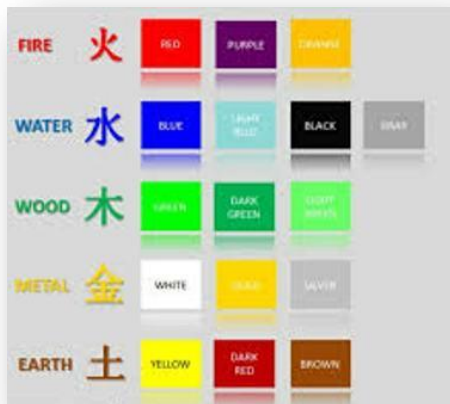 FIRE 火 RED PURPLE ORANGE
WATER 水 BLUE LIGHT BLUE BLACK GRAY
WOOD 木 GREEN DARK GREEN LIGHT GREEN
METAL 金 WHITE GOLD SILVER
EARTH 土 YELLOW DARK RED BROWN